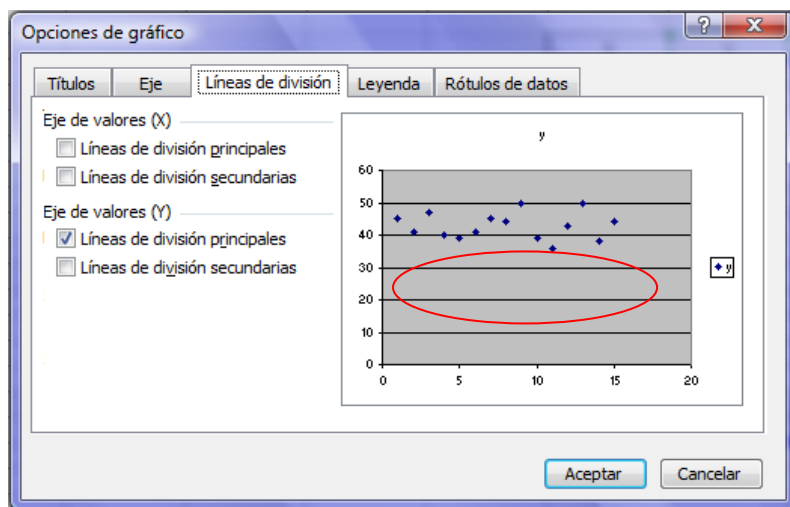 Opciones de gráfico
Títulos Eje Líneas de división Leyenda Rótulos de datos
Eje de valores (X)
Líneas de división principales
Líneas de división secundarias
Eje de valores (Y)
Líneas de división principales
Líneas de división secundarias
y
60
50
40
30
20
10
0
0 5 10 15 20
y
Aceptar Cancelar